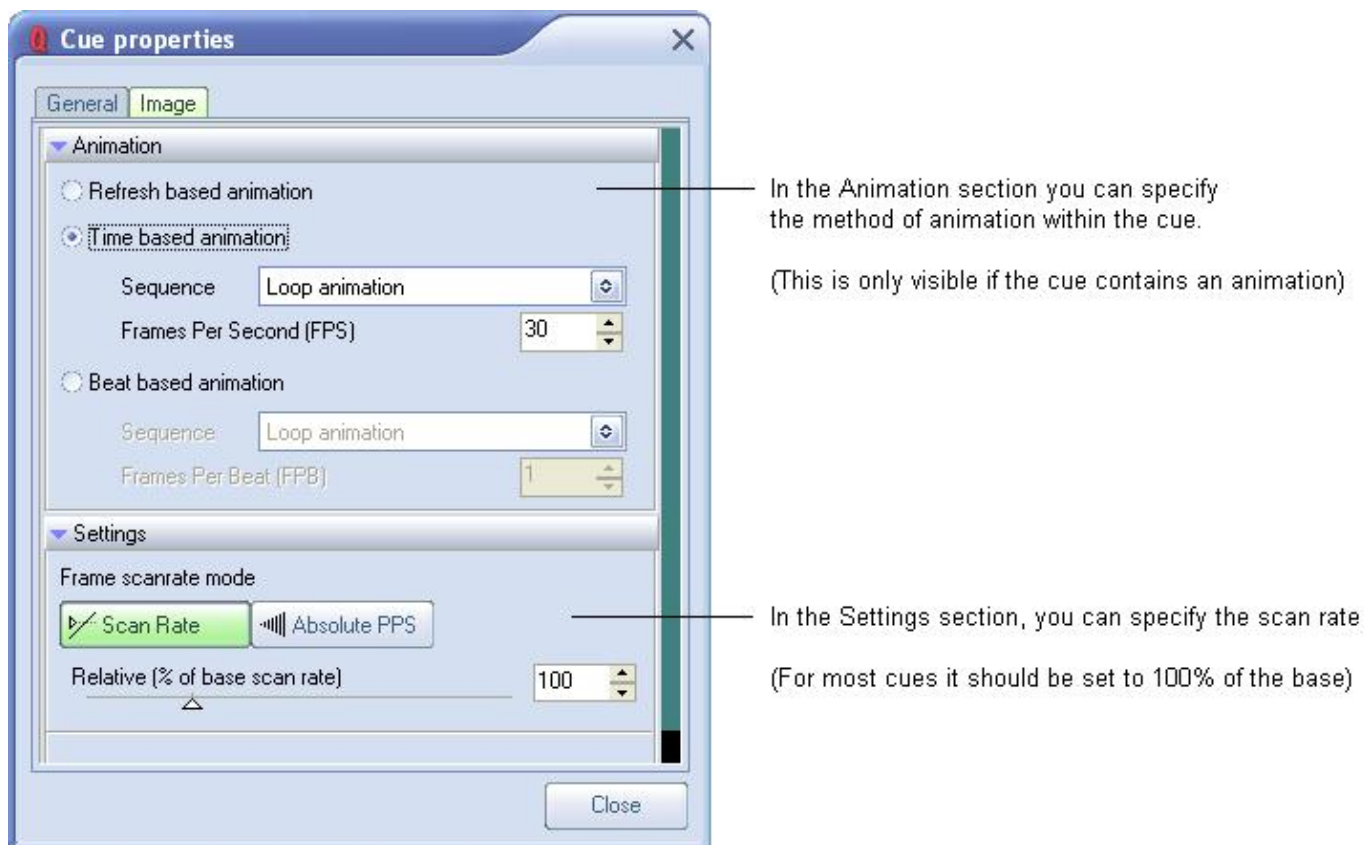 Cue properties
General Image
Animation
Refresh based animation
Time based animation
Sequence Loop animation
Frames Per Second (FPS) 30
Beat based animation
Sequence Loop animation
Frames Per Beat (FPB) 1
Settings
Frame scanrate mode
Scan Rate Absolute PPS
Relative (% of base scan rate) 100
Close
In the Animation section you can specify
the method of animation within the cue.
(This is only visible if the cue contains an animation)
In the Settings section, you can specify the scan rate
(For most cues it should be set to 100% of the base)